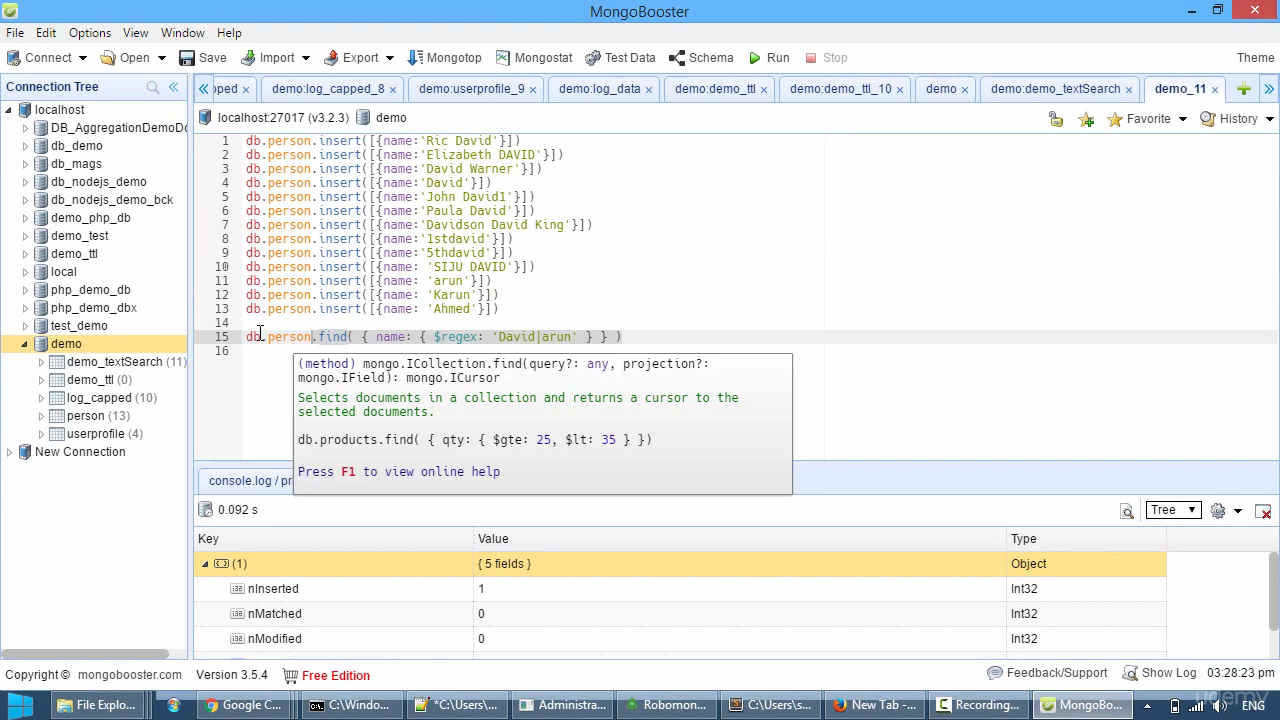 MongoBooster
File Edit Options View Window Help
Connect Open Save Import Export Mongotop Mongostat Test Data Schema Run Stop Theme
Connection Tree
localhost
DB_AggregationDemoDo
db_demo
db_mags
db_nodejs_demo
db_nodejs_demo_bck
demo_php_db
demo_test
demo_ttl
local
php_demo_db
php_demo_dbx
test_demo
demo
demo_textSearch (11)
demo_ttl (0)
log_capped (10)
person (13)
userprofile (4)
New Connection
pped × demo:log_capped_8 × demo:userprofile_9 × demo:log_data × demo:demo_ttl × demo:demo_ttl_10 × demo × demo:demo_textSearch × demo_11 ×
localhost:27017 (v3.2.3) demo Favorite History
1 db.person.insert([{name:'Ric David'}])
2 db.person.insert([{name:'Elizabeth DAVID'}])
3 db.person.insert([{name:'David Warner'}])
4 db.person.insert([{name:'David'}])
5 db.person.insert([{name:'John David1'}])
6 db.person.insert([{name:'Paula David'}])
7 db.person.insert([{name:'Davidson David King'}])
8 db.person.insert([{name:'1stdavid'}])
9 db.person.insert([{name:'5thdavid'}])
10 db.person.insert([{name: 'SIJU DAVID'}])
11 db.person.insert([{name: 'arun'}])
12 db.person.insert([{name: 'Karun'}])
13 db.person.insert([{name: 'Ahmed'}])
14
15 db.person.find( { name: { $regex: 'David|arun' } } )
16
(method) mongo.ICollection.find(query?: any, projection?:
mongo.IField): mongo.ICursor
Selects documents in a collection and returns a cursor to the
selected documents.
db.products.find( { qty: { $gte: 25, $lt: 35 } })
Press F1 to view online help
console.log / pr
0.092 s Tree
Key Value Type
(1) { 5 fields } Object
nInserted 1 Int32
nMatched 0 Int32
nModified 0 Int32
Copyright © mongobooster.com Version 3.5.4 Free Edition Feedback/Support Show Log 03:28:23 pm
File Explo... Google C... C:\Windo... *C:\Users\... Administra... Robomon... C:\Users\s... New Tab -... Recording... MongoBo... ENG
udemy